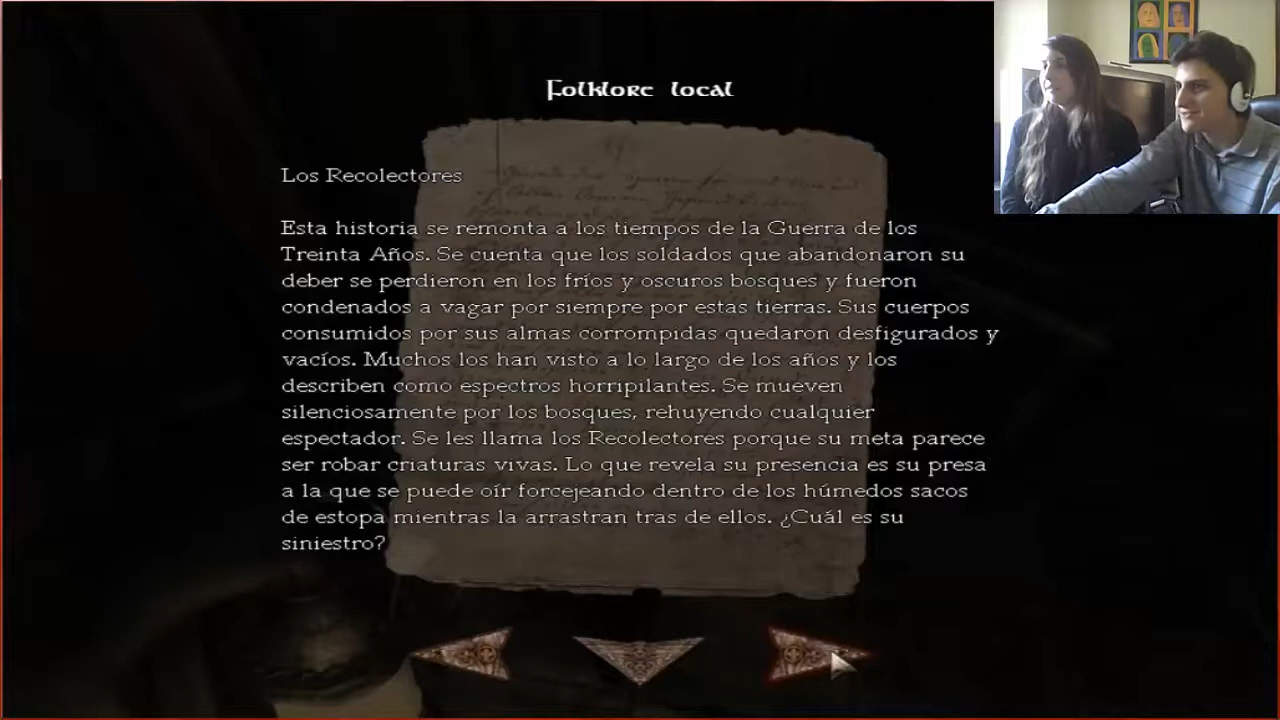 Folklore local
Los Recolectores
Esta historia se remonta a los tiempos de la Guerra de los
Treinta Años. Se cuenta que los soldados que abandonaron su
deber se perdieron en los fríos y oscuros bosques y fueron
condenados a vagar por siempre por estas tierras. Sus cuerpos
consumidos por sus almas corrompidas quedaron desfigurados y
vacíos. Muchos los han visto a lo largo de los años y los
describen como espectros horripilantes. Se mueven
silenciosamente por los bosques, rehuyendo cualquier
espectador. Se les llama los Recolectores porque su meta parece
ser robar criaturas vivas. Lo que revela su presencia es su presa
a la que se puede oír forcejeando dentro de los húmedos sacos
de estopa mientras la arrastran tras de ellos. ¿Cuál es su
siniestro?